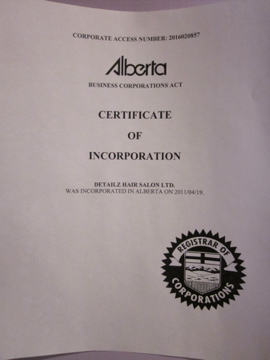 CORPORATE ACCESS NUMBER: 2016020857
Alberta
BUSINESS CORPORATIONS ACT
CERTIFICATE
OF
INCORPORATION
DETAILZ HAIR SALON LTD.
WAS INCORPORATED IN ALBERTA ON 2011/04/19.
REGISTRAR OF
CORPORATIONS